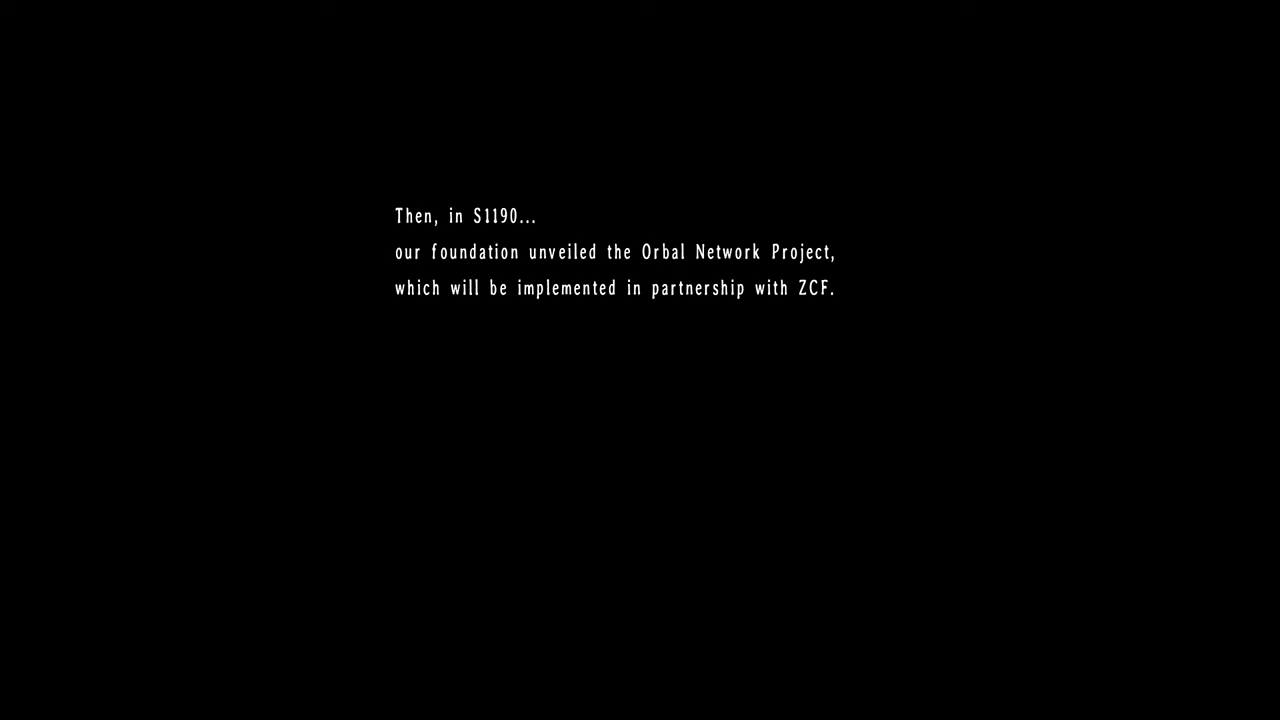 Then, in S1190...
our foundation unveiled the Orbal Network Project,
which will be implemented in partnership with ZCF.